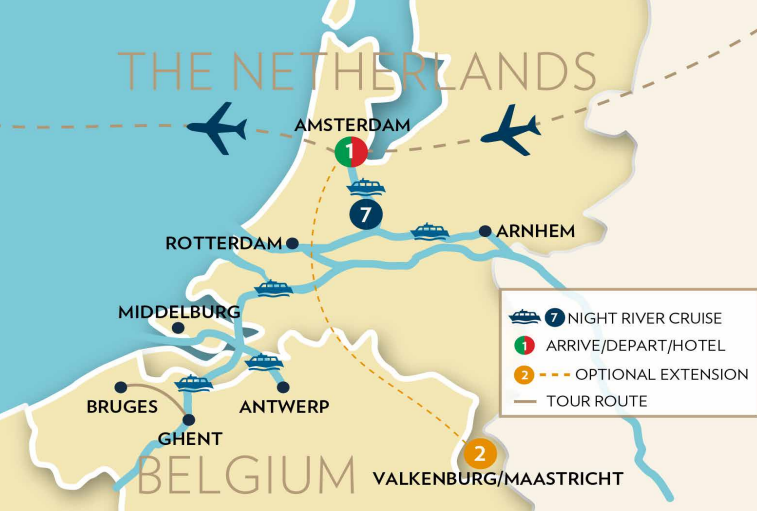 THE NETHERLANDS
AMSTERDAM
1
7
ROTTERDAM
ARNHEM
MIDDELBURG
7 NIGHT RIVER CRUISE
1 ARRIVE/DEPART/HOTEL
2 OPTIONAL EXTENSION
TOUR ROUTE
BRUGES
ANTWERP
GHENT
2
BELGIUM
VALKENBURG/MAASTRICHT